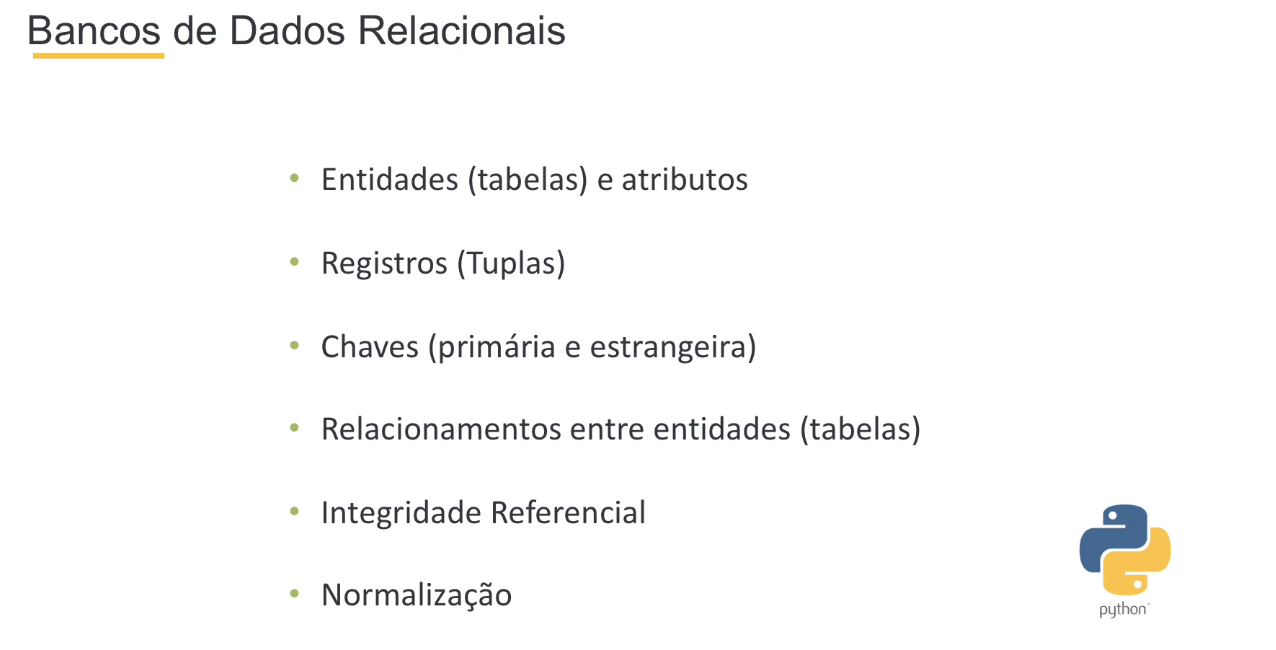 Bancos de Dados Relacionais
• Entidades (tabelas) e atributos
• Registros (Tuplas)
• Chaves (primária e estrangeira)
• Relacionamentos entre entidades (tabelas)
• Integridade Referencial
• Normalização
python